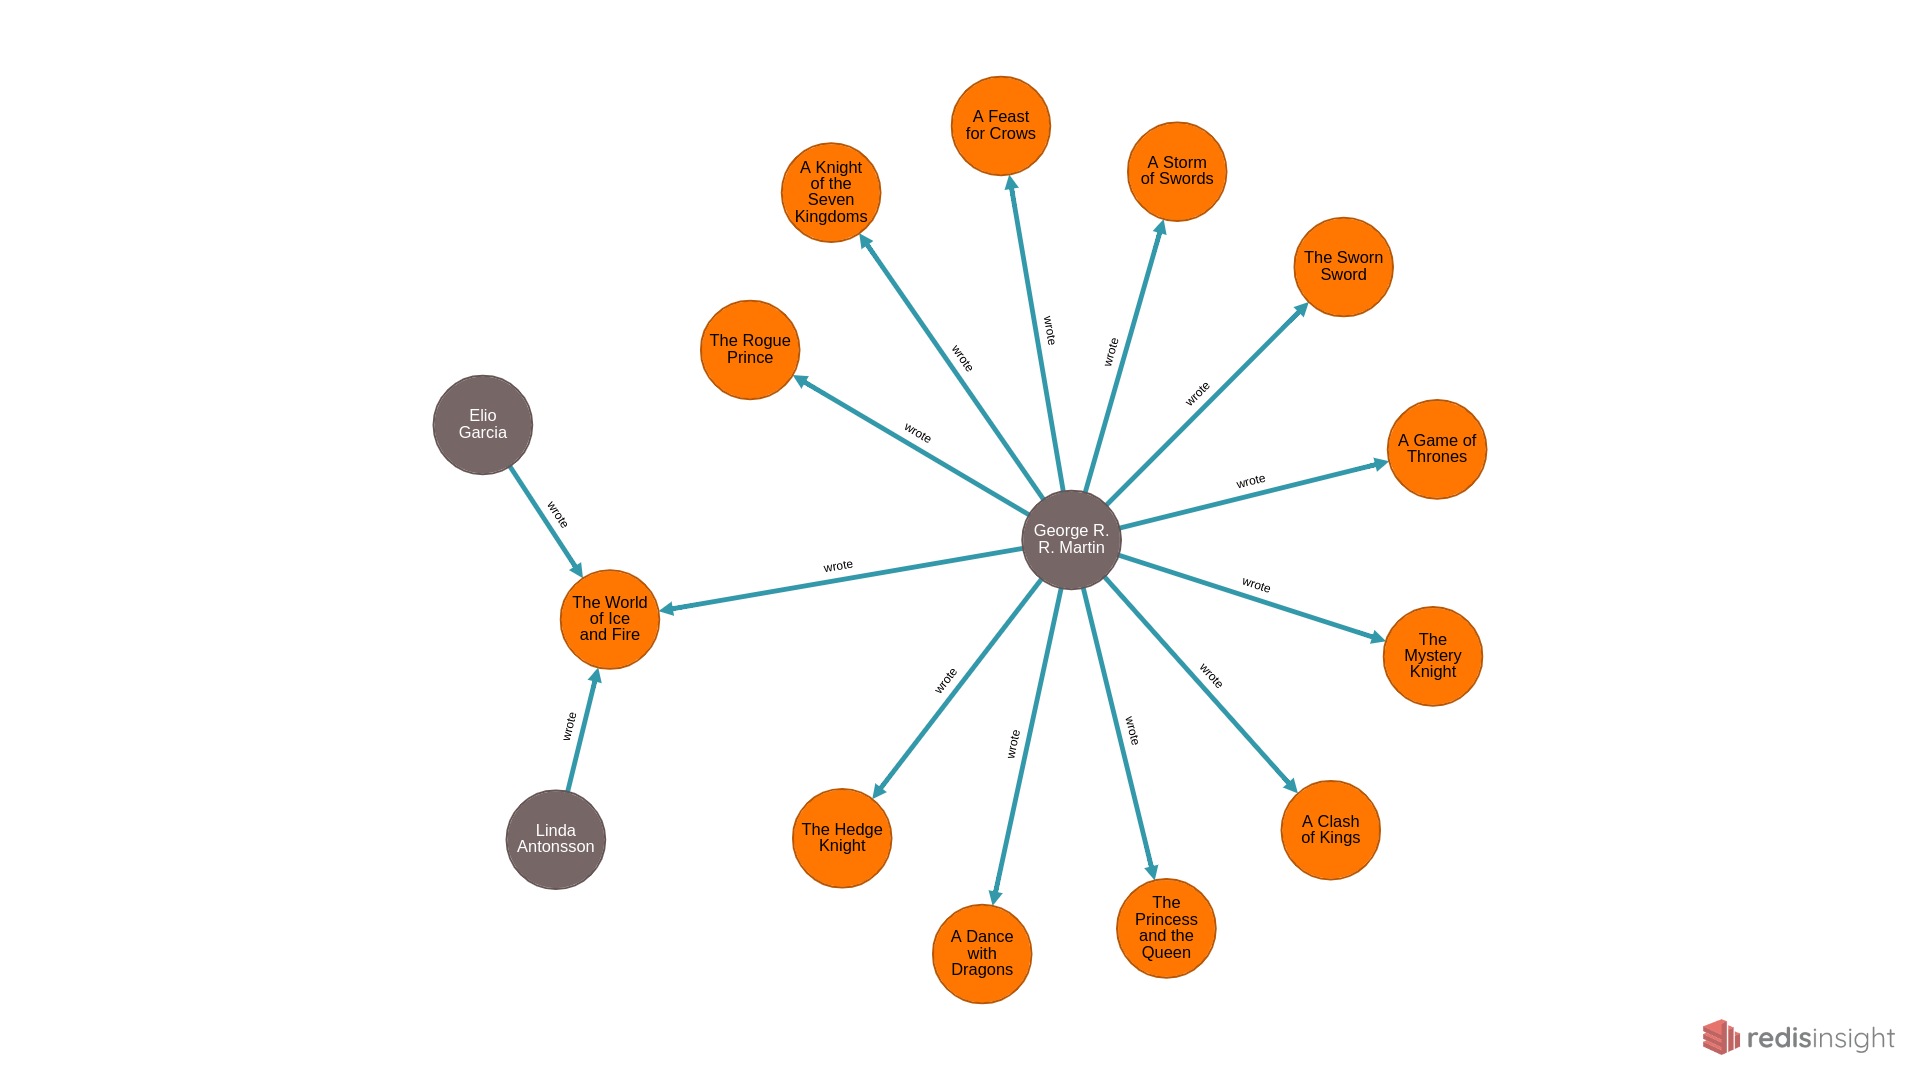 A Feast
for Crows
A Storm
of Swords
A Knight
of the
Seven
Kingdoms
The Sworn
Sword
The Rogue
Prince
wrote
wrote
wrote
wrote
wrote
A Game of
Thrones
Elio
Garcia
wrote
wrote
George R.
R. Martin
wrote
wrote
The World
of Ice
and Fire
The
Mystery
Knight
wrote
wrote
wrote
wrote
wrote
Linda
Antonsson
The Hedge
Knight
A Clash
of Kings
The
Princess
and the
Queen
A Dance
with
Dragons
redisinsight